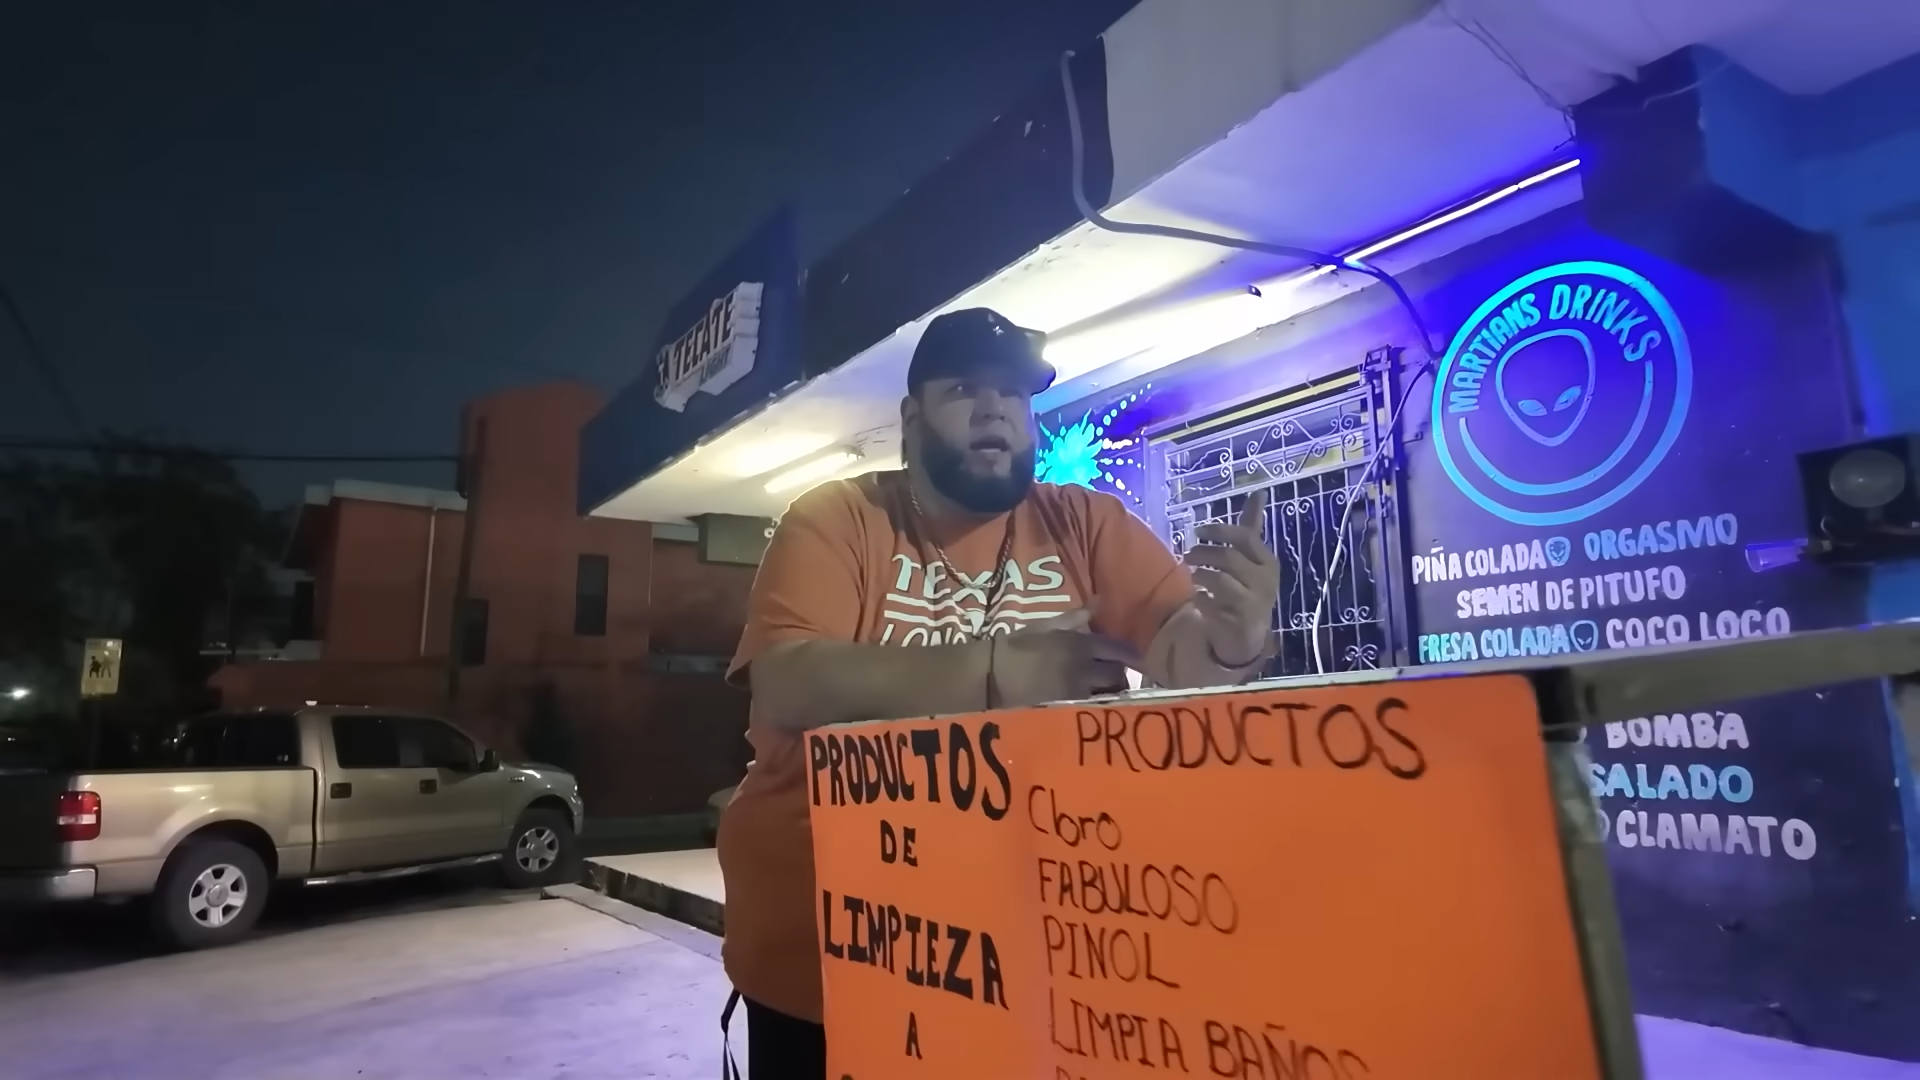 TECATE
LIGHT
MARTIANS DRINKS
PIÑA COLADA ORGASMO
SEMEN DE PITUFO
FRESA COLADA COCO LOCO
BOMBA
SALADO
CLAMATO
TEXAS
PRODUCTOS
DE
LIMPIEZA
A
PRODUCTOS
Cloro
FABULOSO
PINOL
LIMPIA BAÑOS